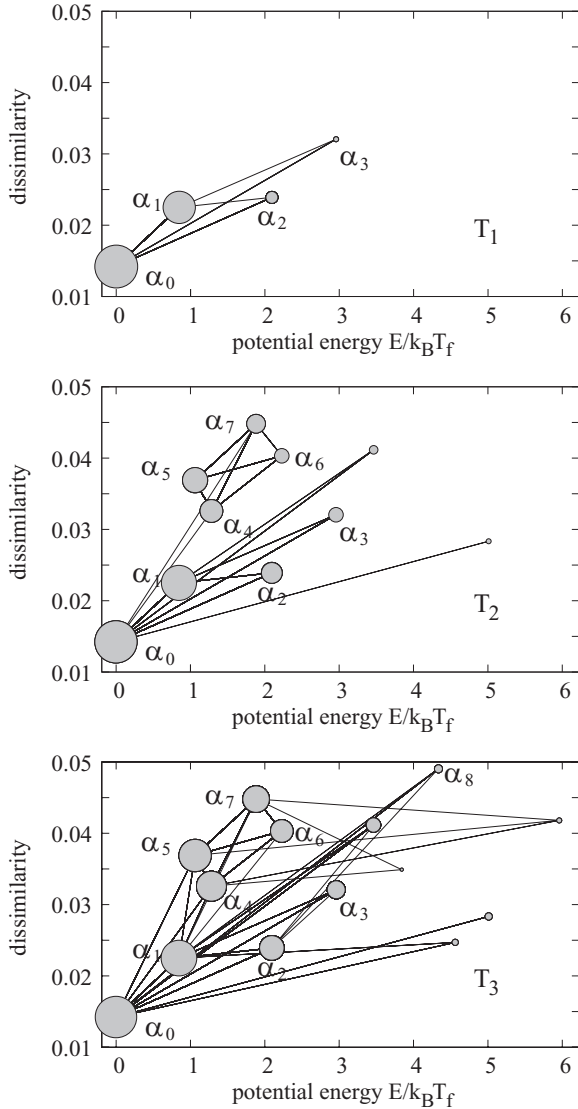 0.05
0.04
0.03
0.02
0.01
dissimilarity
α0
α1
α2
α3
T1
0 1 2 3 4 5 6
potential energy E/kBTf
0.05
0.04
0.03
0.02
0.01
dissimilarity
α7
α5
α6
α4
α3
α1
α2
α0
T2
0 1 2 3 4 5 6
potential energy E/kBTf
0.05
0.04
0.03
0.02
0.01
dissimilarity
α8
α7
α5
α6
α4
α3
α1
α2
α0
T3
0 1 2 3 4 5 6
potential energy E/kBTf